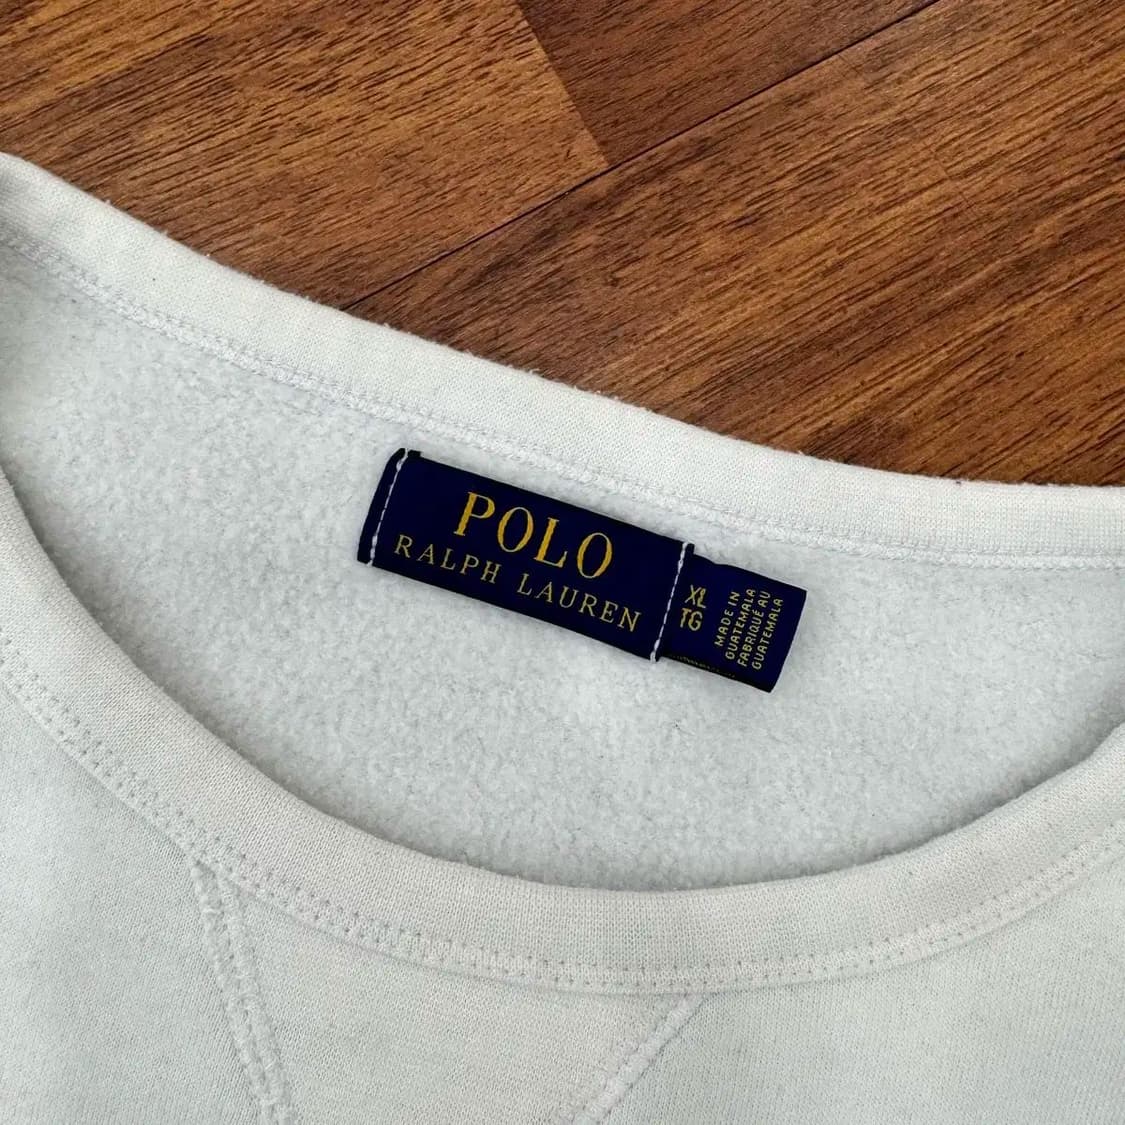 POLO
RALPH LAUREN
XL
TG
MADE IN
GUATEMALA
FABRIQUÉ AU
GUATEMALA